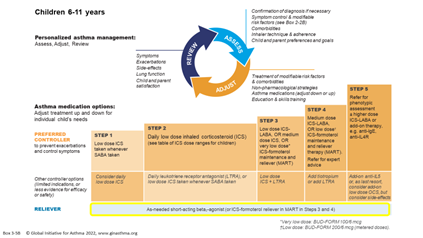 Children 6-11 years
Personalized asthma management:
Assess, Adjust, Review
Symptoms
Exacerbations
Side-effects
Lung function
Child and parent
satisfaction
REVIEW
ASSESS
ADJUST
Confirmation of diagnosis if necessary
Symptom control & modifiable
risk factors (see Box 2-2B)
Comorbidities
Inhaler technique & adherence
Child and parent preferences and goals
Treatment of modifiable risk factors
& comorbidities
Non-pharmacological strategies
Asthma medications (adjust down or up)
Education & skills training
Asthma medication options:
Adjust treatment up and down for
individual child's needs
PREFERRED
CONTROLLER
to prevent exacerbations
and control symptoms
STEP 1
Low dose ICS
taken whenever
SABA taken
STEP 2
Daily low dose inhaled corticosteroid (ICS)
(see table of ICS dose ranges for children)
STEP 3
Low dose ICS-
LABA, OR medium
dose ICS, OR
very low dose*
ICS-formoterol
maintenance and
reliever (MART)
STEP 4
Medium dose
ICS-LABA,
OR low dose†
ICS-formoterol
maintenance
and reliever
therapy (MART).
Refer for expert
advice
STEP 5
Refer for
phenotypic
assessment
± higher dose
ICS-LABA or
add-on therapy,
e.g. anti-IgE,
anti-IL4R
Other controller options
(limited indications, or
less evidence for efficacy
or safety)
Consider daily
low dose ICS
Daily leukotriene receptor antagonist (LTRA), or
low dose ICS taken whenever SABA taken
Low dose
ICS + LTRA
Add tiotropium
or add LTRA
Add-on anti-IL5
or, as last resort,
consider add-on
low dose OCS, but
consider side-effects
RELIEVER
As-needed short-acting beta₂-agonist (or ICS-formoterol reliever in MART in Steps 3 and 4)
*Very low dose: BUD-FORM 100/6 mcg
†Low dose: BUD-FORM 200/6 mcg (metered doses).
Box 3-5B
© Global Initiative for Asthma 2022, www.ginasthma.org